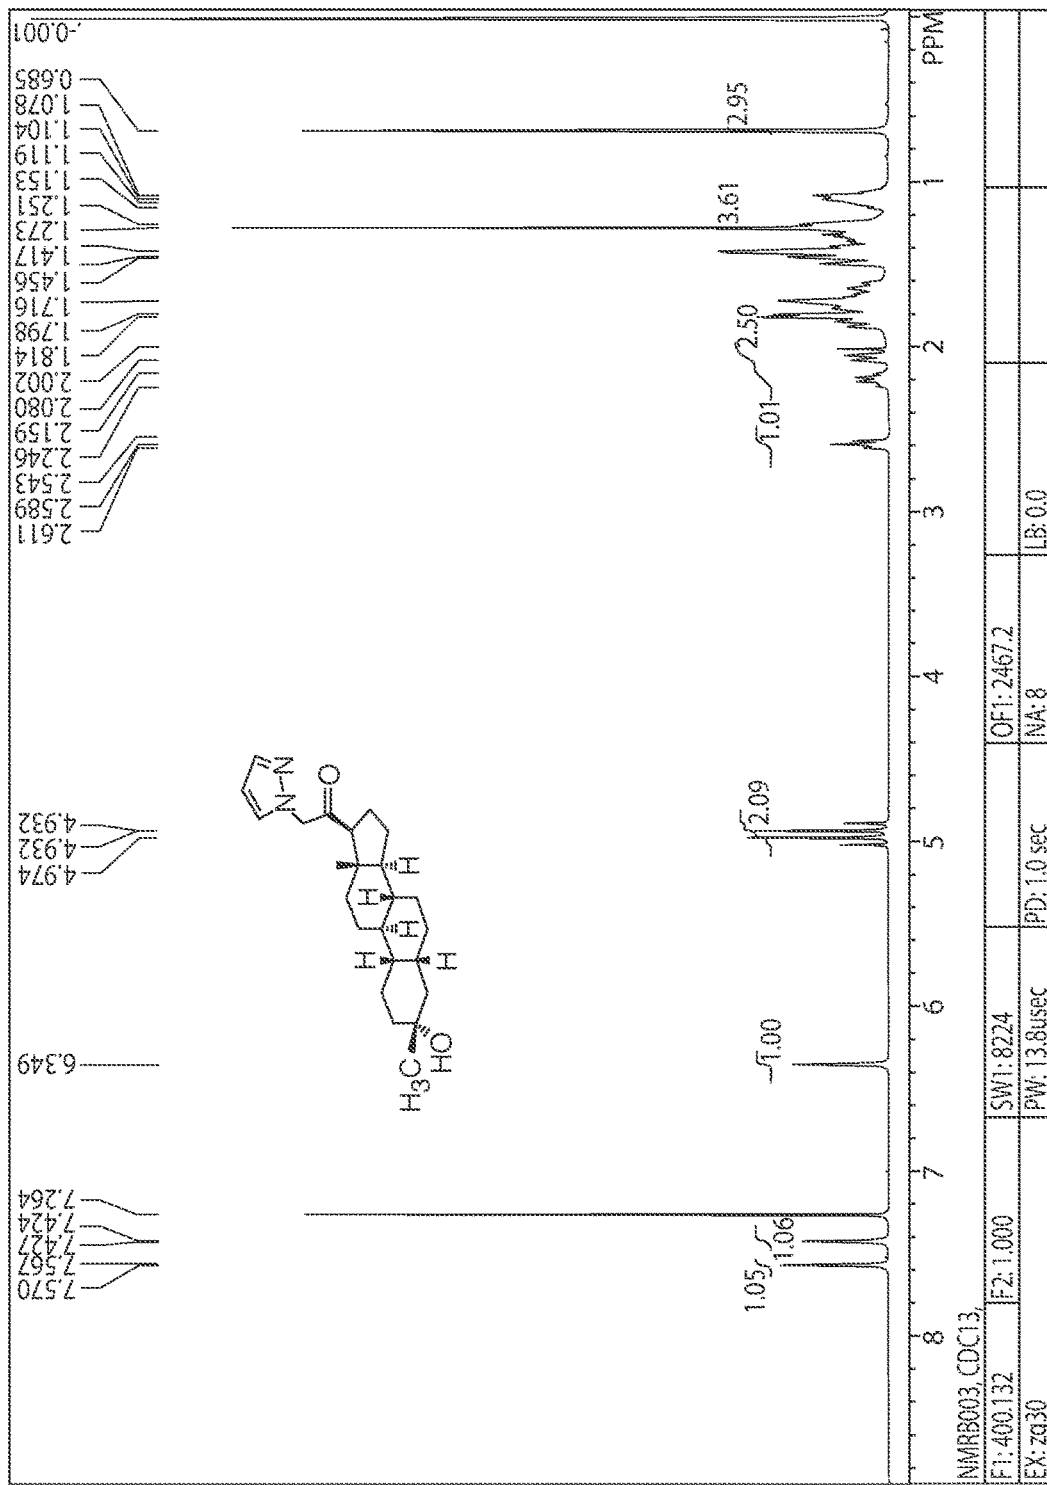 7.570
7.567
7.427
7.424
7.264
6.349
4.974
4.932
4.932
2.611
2.589
2.543
2.246
2.159
2.080
2.002
1.814
1.798
1.716
1.456
1.417
1.273
1.251
1.153
1.119
1.104
1.078
0.685
-0.001
H3C
HO
H
H
H
H
H
O
N
N
1.05
1.06
1.00
2.09
1.01
2.50
3.61
2.95
8 7 6 5 4 3 2 1 PPM
NMRB003, CDC13,
F1: 400.132 F2: 1.000 SW1: 8224 OF1: 2467.2
EX: zg30 PW: 13.8usec PD: 1.0 sec NA: 8 LB: 0.0